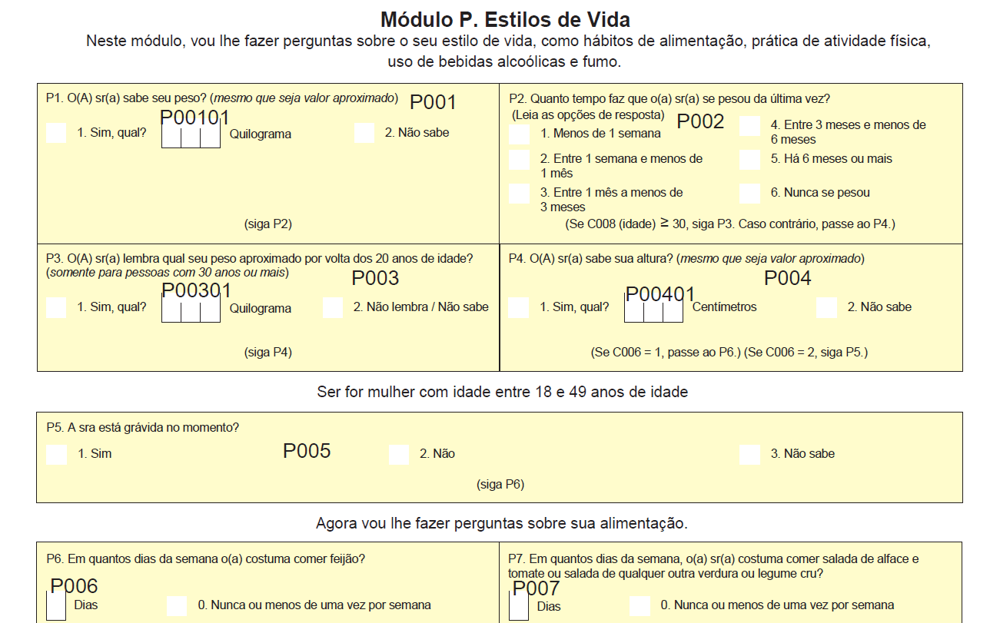 Módulo P. Estilos de Vida
Neste módulo, vou lhe fazer perguntas sobre o seu estilo de vida, como hábitos de alimentação, prática de atividade física,
uso de bebidas alcoólicas e fumo.
P1. O(A) sr(a) sabe seu peso? (mesmo que seja valor aproximado)
P001
P00101
1. Sim, qual?
Quilograma
2. Não sabe
(siga P2)
P2. Quanto tempo faz que o(a) sr(a) se pesou da última vez?
(Leia as opções de resposta)
P002
1. Menos de 1 semana
2. Entre 1 semana e menos de
1 mês
3. Entre 1 mês a menos de
3 meses
4. Entre 3 meses e menos de
6 meses
5. Há 6 meses ou mais
6. Nunca se pesou
(Se C008 (idade) ≥ 30, siga P3. Caso contrário, passe ao P4.)
P3. O(A) sr(a) lembra qual seu peso aproximado por volta dos 20 anos de idade?
(somente para pessoas com 30 anos ou mais)
P003
P00301
1. Sim, qual?
Quilograma
2. Não lembra / Não sabe
(siga P4)
P4. O(A) sr(a) sabe sua altura? (mesmo que seja valor aproximado)
P004
P00401
1. Sim, qual?
Centímetros
2. Não sabe
(Se C006 = 1, passe ao P6.) (Se C006 = 2, siga P5.)
Ser for mulher com idade entre 18 e 49 anos de idade
P5. A sra está grávida no momento?
1. Sim
P005
2. Não
3. Não sabe
(siga P6)
Agora vou lhe fazer perguntas sobre sua alimentação.
P6. Em quantos dias da semana o(a) costuma comer feijão?
P006
Dias
0. Nunca ou menos de uma vez por semana
P7. Em quantos dias da semana, o(a) sr(a) costuma comer salada de alface e
tomate ou salada de qualquer outra verdura ou legume cru?
P007
Dias
0. Nunca ou menos de uma vez por semana